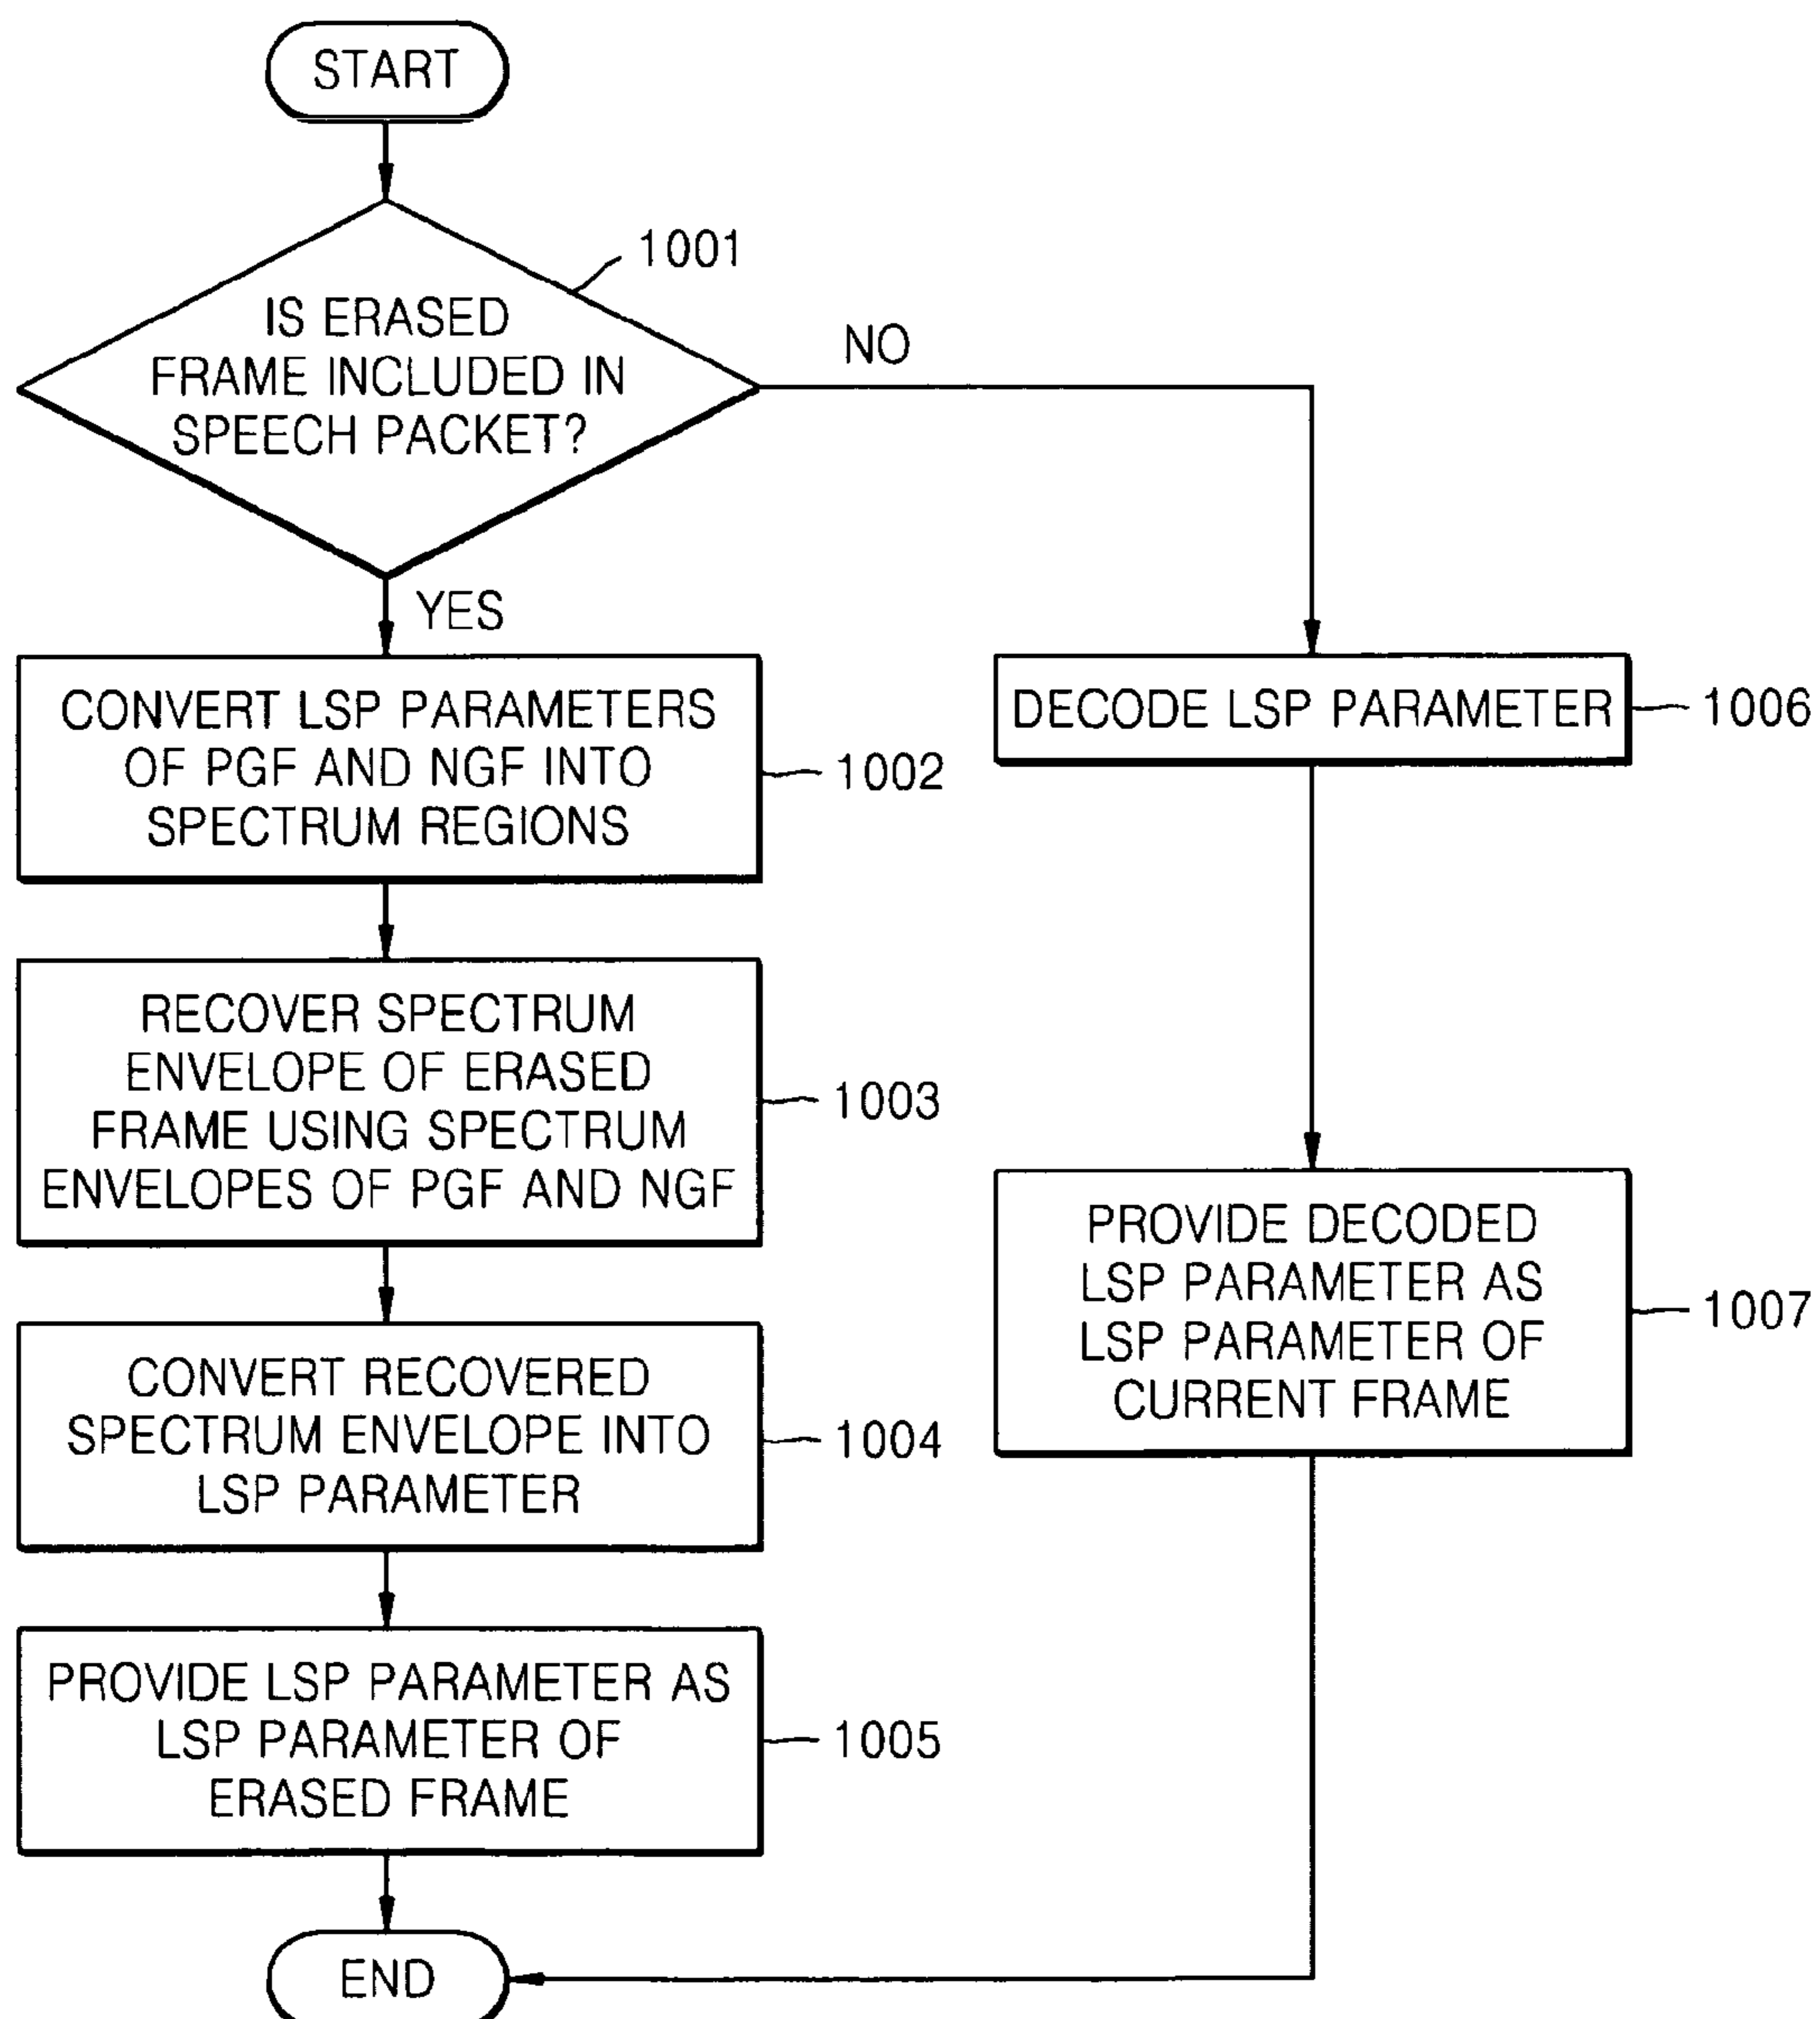 START
1001
IS ERASED
FRAME INCLUDED IN
SPEECH PACKET?
NO
YES
CONVERT LSP PARAMETERS
OF PGF AND NGF INTO
SPECTRUM REGIONS
1002
DECODE LSP PARAMETER
1006
RECOVER SPECTRUM
ENVELOPE OF ERASED
FRAME USING SPECTRUM
ENVELOPES OF PGF AND NGF
1003
PROVIDE DECODED
LSP PARAMETER AS
LSP PARAMETER OF
CURRENT FRAME
1007
CONVERT RECOVERED
SPECTRUM ENVELOPE INTO
LSP PARAMETER
1004
PROVIDE LSP PARAMETER AS
LSP PARAMETER OF
ERASED FRAME
1005
END